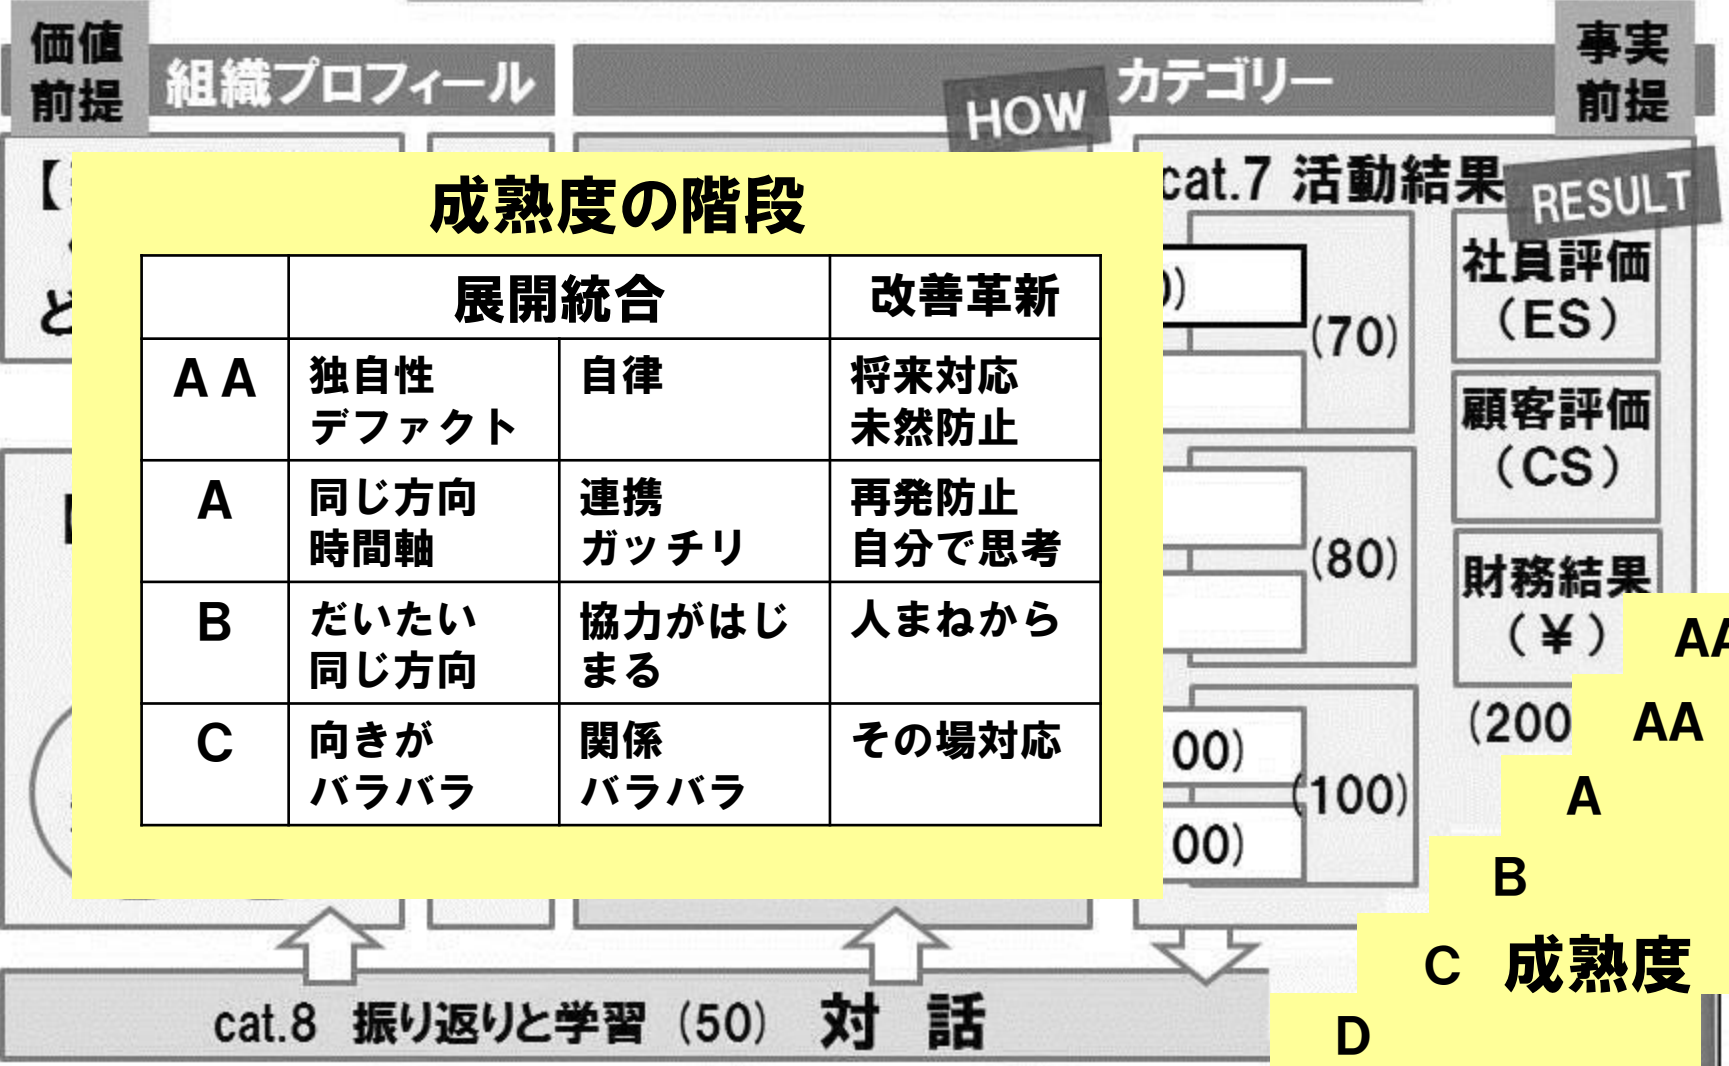 価値
前提
組織プロフィール
HOW
カテゴリー
事実
前提
cat.7 活動結果
RESULT
成熟度の階段
展開統合
改善革新
AA
独自性
デファクト
自律
将来対応
未然防止
A
同じ方向
時間軸
連携
ガッチリ
再発防止
自分で思考
B
だいたい
同じ方向
協力がはじ
まる
人まねから
C
向きが
バラバラ
関係
バラバラ
その場対応
(70)
(80)
00)
(100)
00)
社員評価
(ES)
顧客評価
(CS)
財務結果
(¥)
(200
AA
AA
A
B
C 成熟度
D
cat.8 振り返りと学習 (50) 対 話